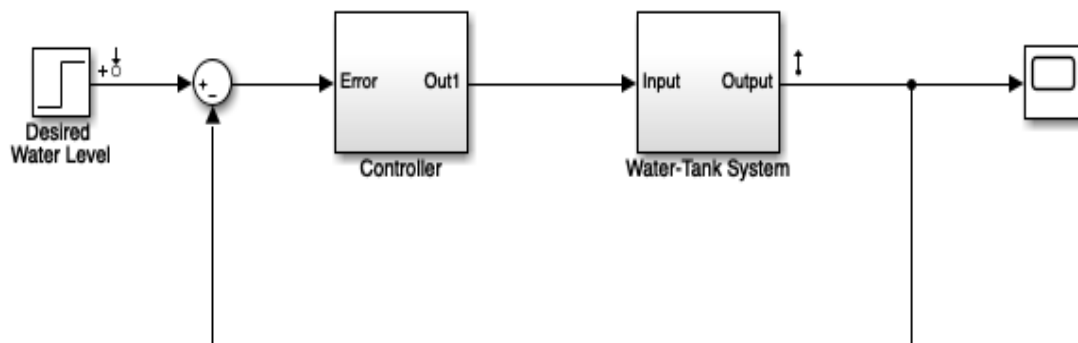 Error
Out1
Input
Output
Desired
Water Level
Controller
Water-Tank System